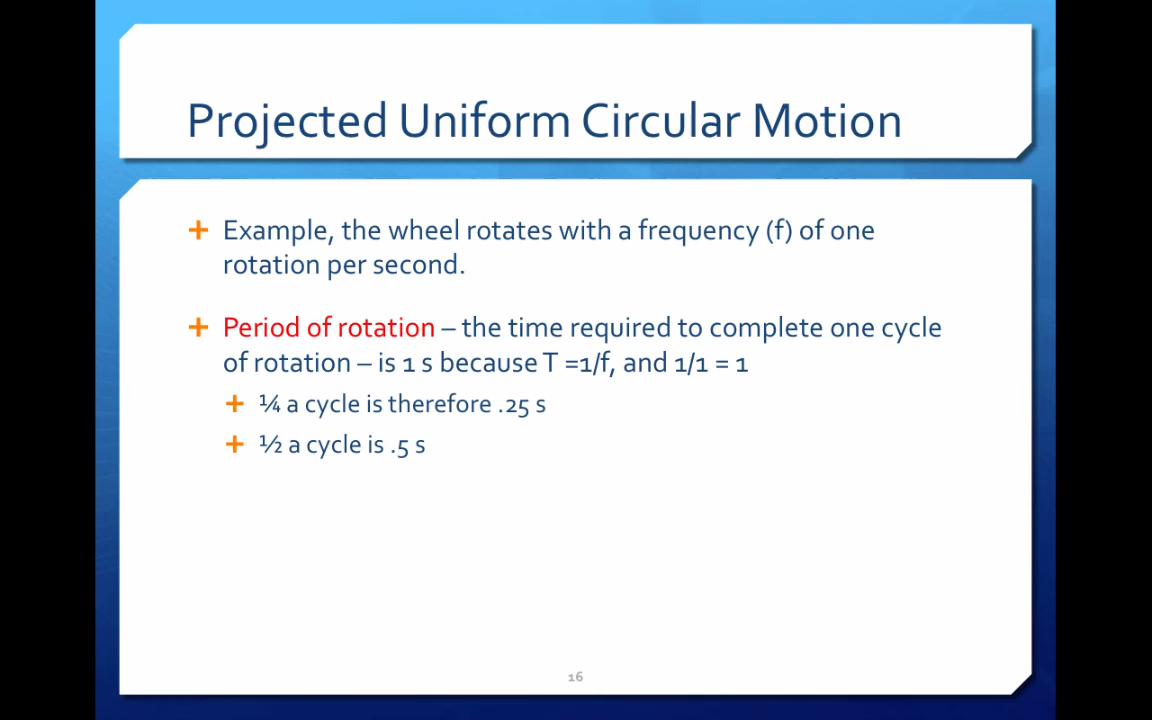 Projected Uniform Circular Motion
Example, the wheel rotates with a frequency (f) of one
rotation per second.
Period of rotation – the time required to complete one cycle
of rotation – is 1 s because T =1/f, and 1/1 = 1
¼ a cycle is therefore .25 s
½ a cycle is .5 s
16